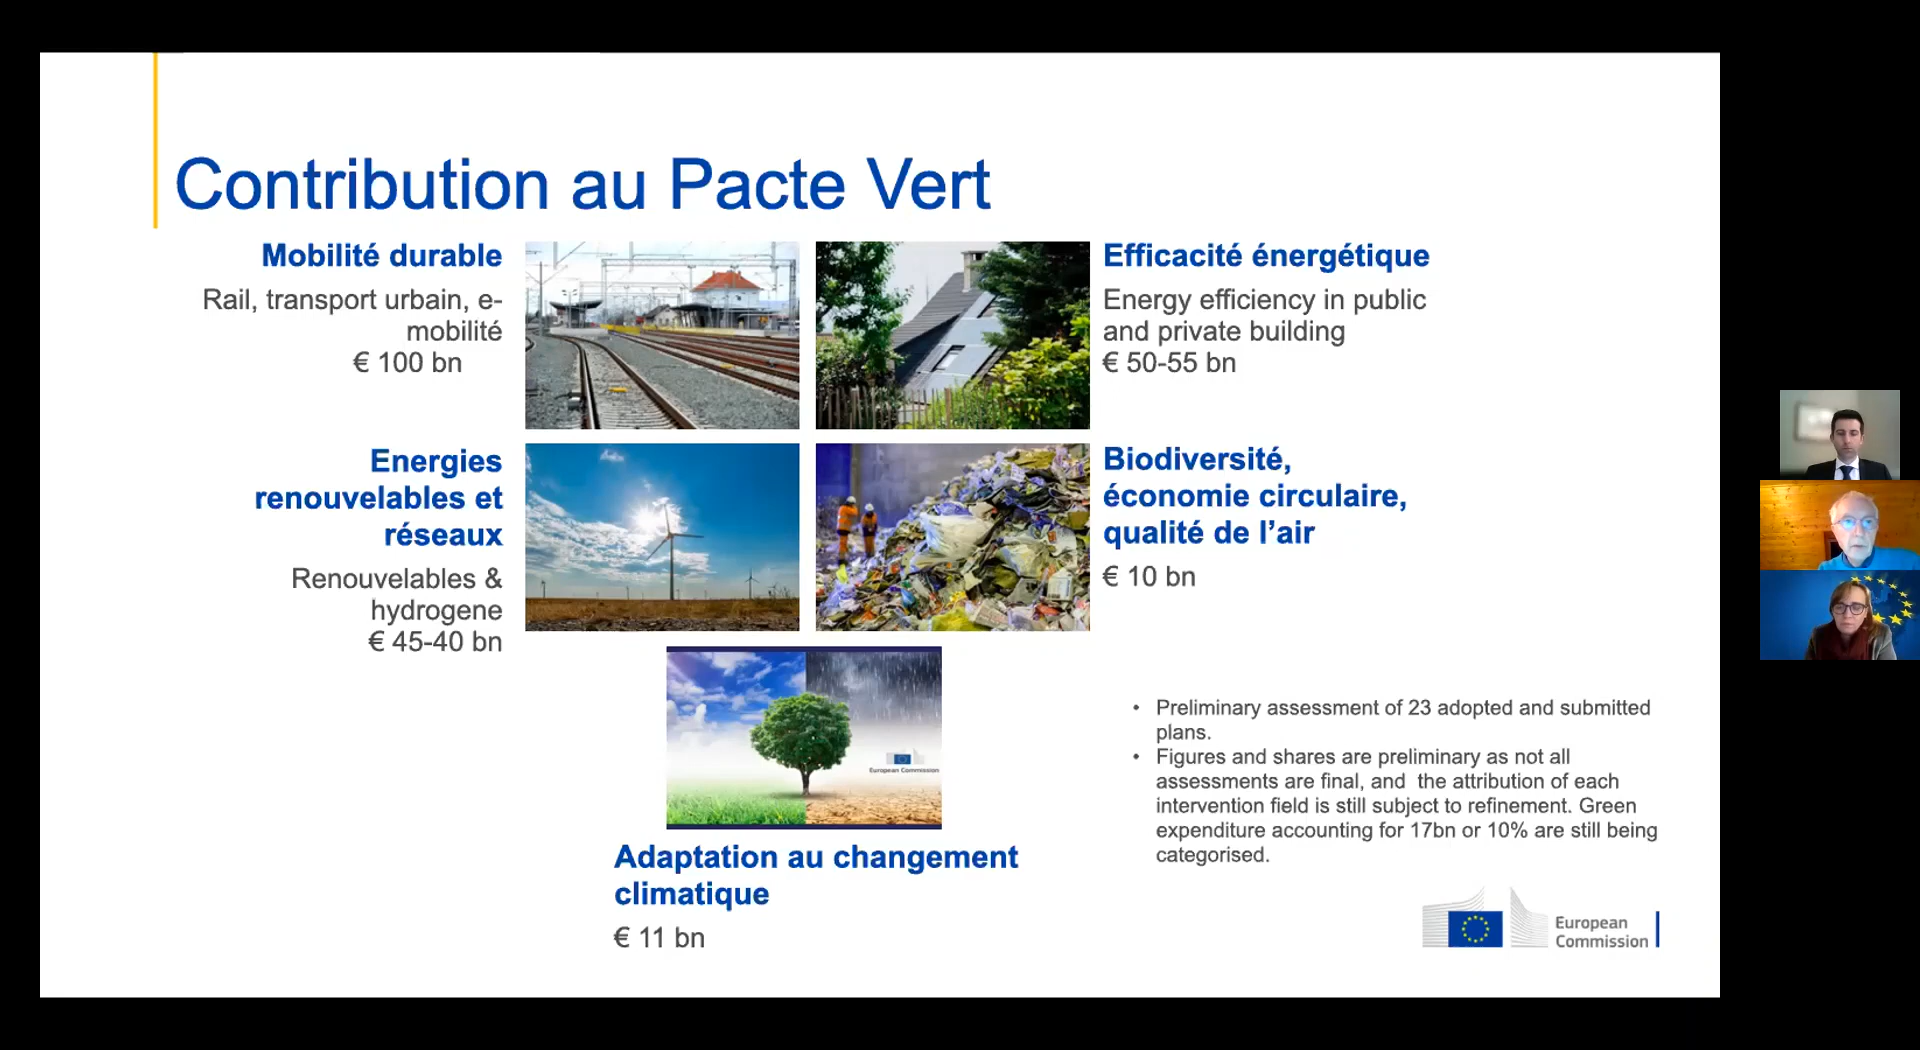 Contribution au Pacte Vert
Mobilité durable
Rail, transport urbain, e-
mobilité
€ 100 bn
Efficacité énergétique
Energy efficiency in public
and private building
€ 50-55 bn
Energies
renouvelables et
réseaux
Renouvelables &
hydrogene
€ 45-40 bn
Biodiversité,
économie circulaire,
qualité de l’air
€ 10 bn
European Commission
Adaptation au changement
climatique
€ 11 bn
• Preliminary assessment of 23 adopted and submitted
plans.
• Figures and shares are preliminary as not all
assessments are final, and the attribution of each
intervention field is still subject to refinement. Green
expenditure accounting for 17bn or 10% are still being
categorised.
European
Commission